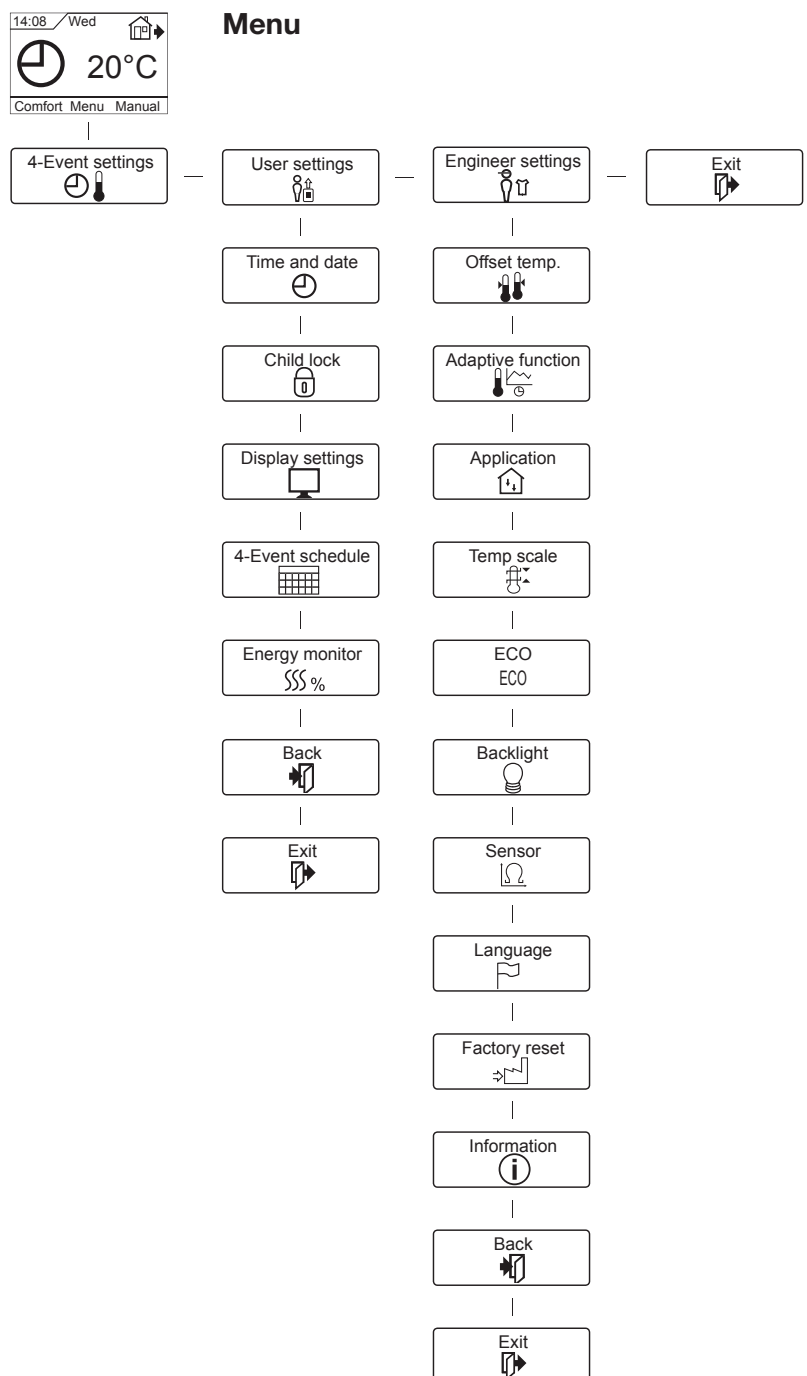 14:08 Wed
20°C
Comfort Menu Manual
Menu
4-Event settings
User settings
Engineer settings
Exit
Time and date
Child lock
Display settings
4-Event schedule
Energy monitor
%
Back
Exit
Offset temp.
Adaptive function
Application
Temp scale
ECO
ECO
Backlight
Sensor
Ω
Language
Factory reset
Information
i
Back
Exit